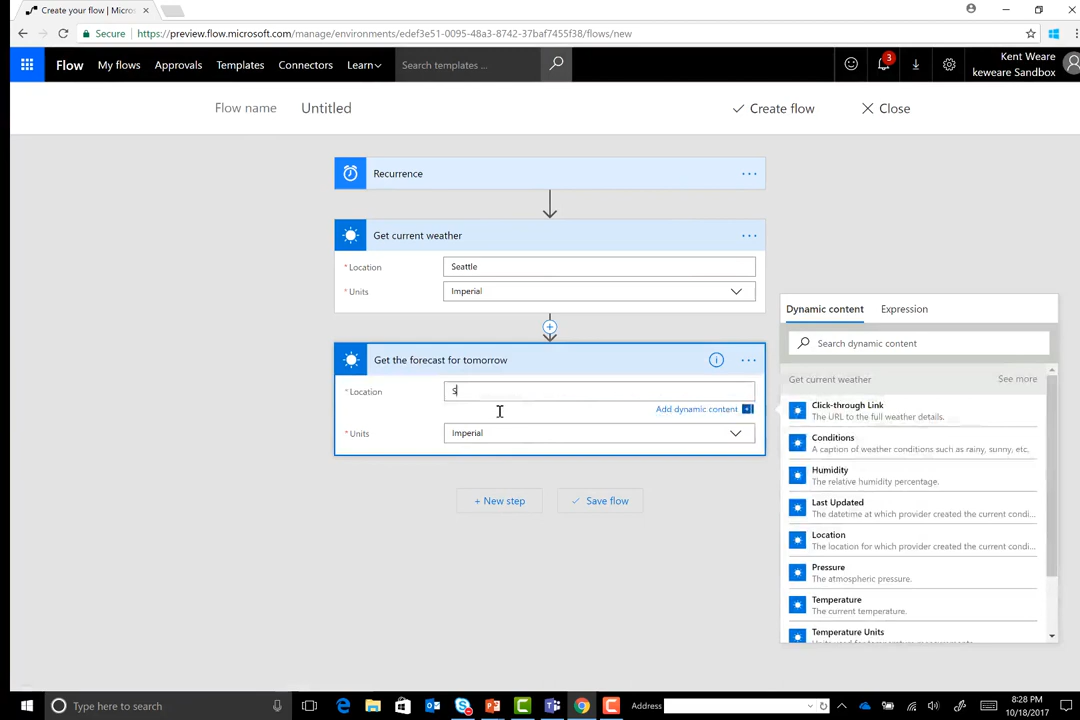 Create your flow | Micros
Secure
https://preview.flow.microsoft.com/manage/environments/edef3e51-0095-48a3-8742-37baf7455f38/flows/new
Flow
My flows
Approvals
Templates
Connectors
Learn
Search templates ...
3
Kent Weare
keweare Sandbox
Flow name
Untitled
Create flow
Close
Recurrence
Get current weather
* Location
Seattle
* Units
Imperial
Get the forecast for tomorrow
* Location
S
Add dynamic content
* Units
Imperial
+ New step
Save flow
Dynamic content
Expression
Search dynamic content
Get current weather
See more
Click-through Link
The URL to the full weather details.
Conditions
A caption of weather conditions such as rainy, sunny, etc.
Humidity
The relative humidity percentage.
Last Updated
The datetime at which provider created the current condi...
Location
The location for which provider created the current condi...
Pressure
The atmospheric pressure.
Temperature
The current temperature.
Temperature Units
Type here to search
Address
8:28 PM
10/18/2017